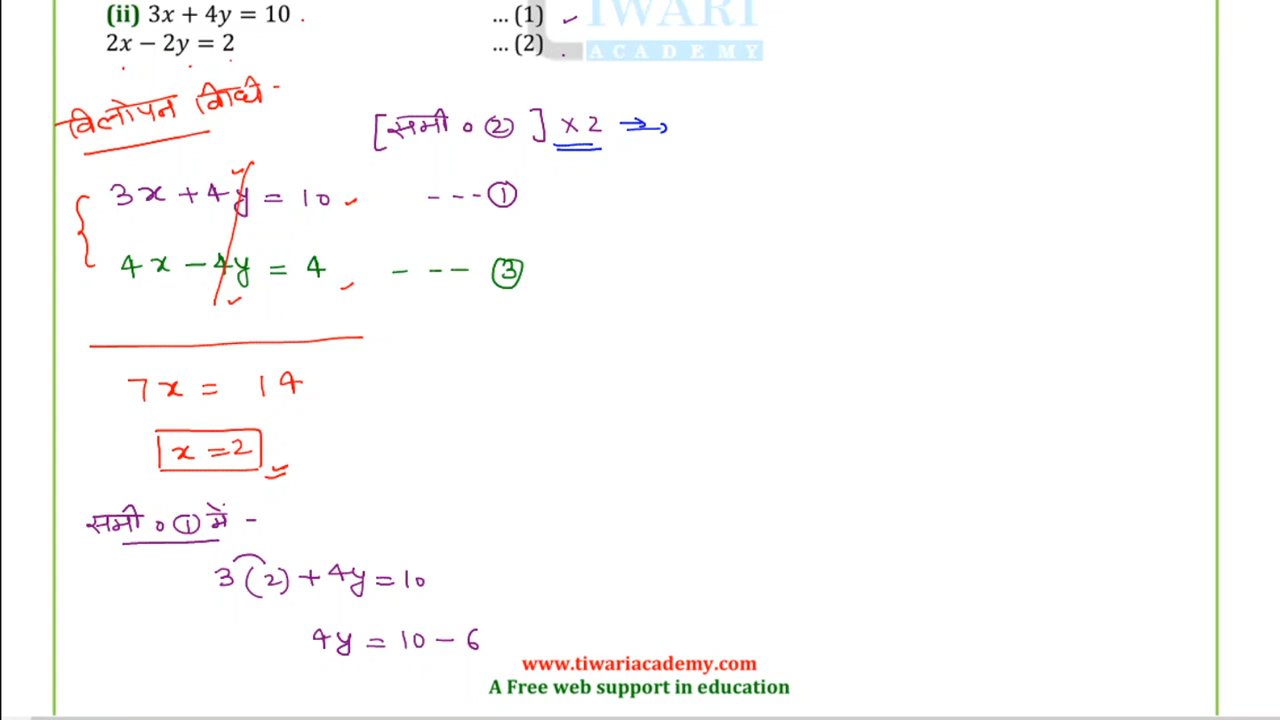 (ii) 3x + 4y = 10 ... (1)
2x − 2y = 2 ... (2)
TIWARI
ACADEMY
विलोपन विधि -
[समी० ②] × 2 →
3x + 4y = 10 --- ①
4x − 4y = 4 --- ③
7x = 14
x = 2
समी० ① में -
3(2) + 4y = 10
4y = 10 − 6
www.tiwariacademy.com
A Free web support in education